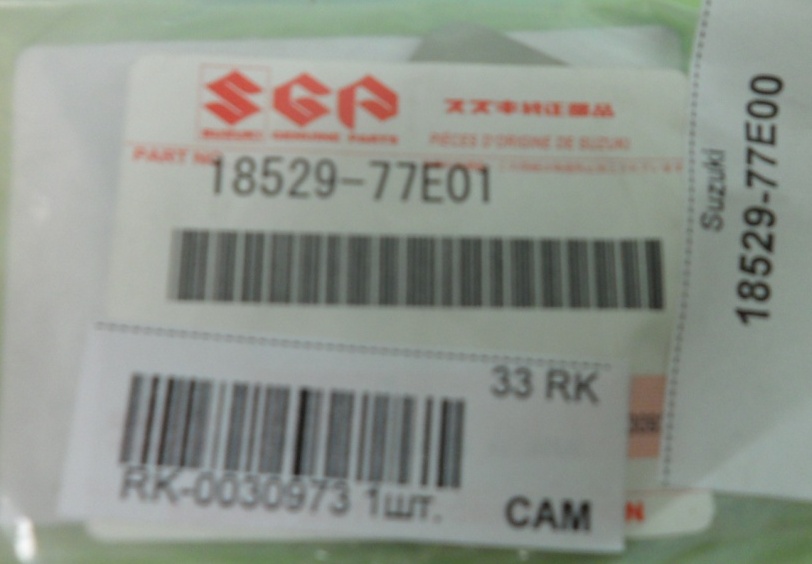 SGP
SUZUKI GENUINE PARTS
スズキ純正部品
PIÈCES D'ORIGINE DE SUZUKI
PART NO.
18529-77E01
33 RK
RK-0030973 1шт.
CAM
Suzuki
18529-77E00